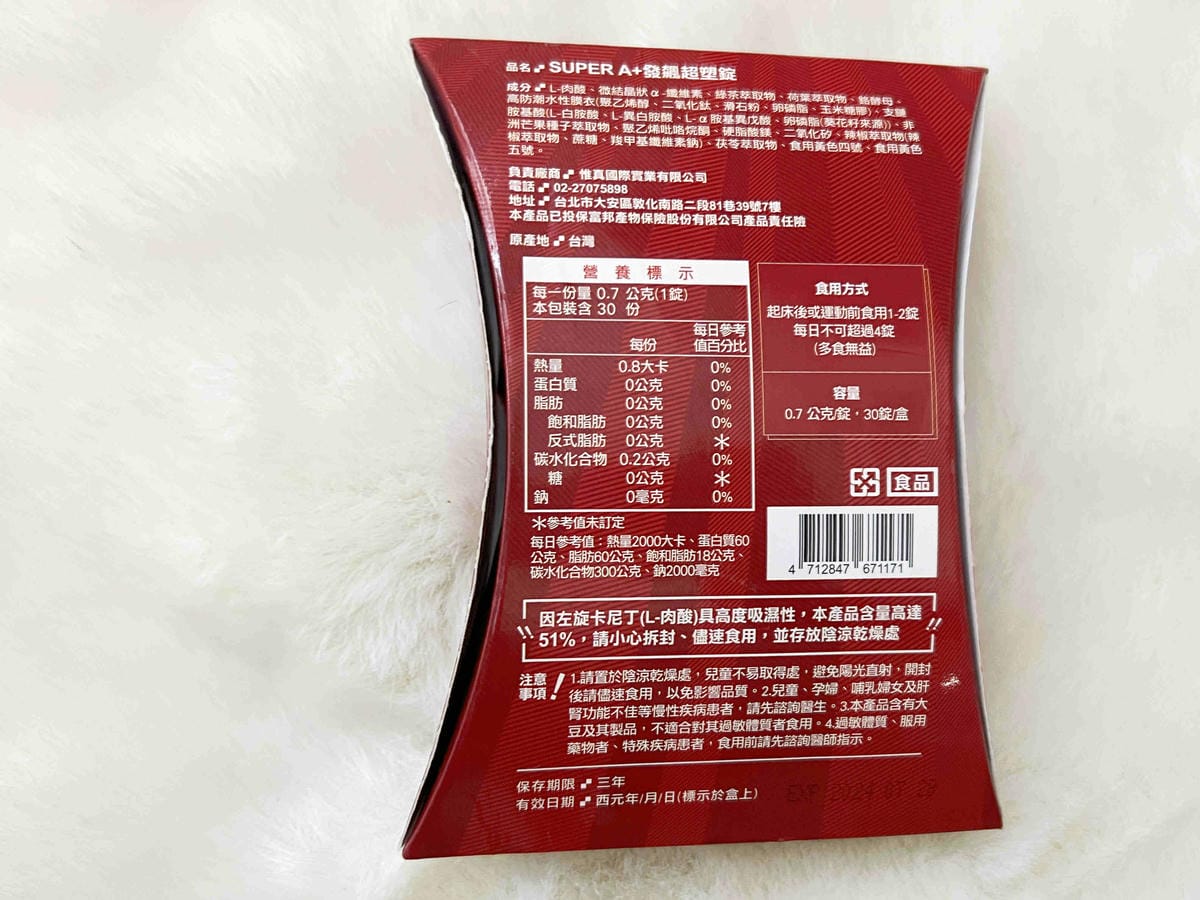 品名 SUPER A+發飆超塑錠
成分 L-肉酸、微結晶狀α-纖維素、綠茶萃取物、荷葉萃取物、鉻酵母、
高防潮水性膜衣(聚乙烯醇、二氧化鈦、滑石粉、卵磷脂、玉米糖膠)、支鏈
胺基酸(L-白胺酸、L-異白胺酸、L-α胺基異戊酸、卵磷脂(葵花籽來源))、非
洲芒果種子萃取物、聚乙烯吡咯烷酮、硬脂酸鎂、二氧化矽、辣椒萃取物(辣
椒萃取物、蔗糖、羧甲基纖維素鈉)、茯苓萃取物、食用黃色四號、食用黃色
五號。
負責廠商 惟真國際實業有限公司
電話 02-27075898
地址 台北市大安區敦化南路二段81巷39號7樓
本產品已投保富邦產物保險股份有限公司產品責任險
原產地 台灣
營養標示
每一份量 0.7 公克(1錠)
本包裝含 30 份
每份 每日參考值百分比
熱量 0.8大卡 0%
蛋白質 0公克 0%
脂肪 0公克 0%
飽和脂肪 0公克 0%
反式脂肪 0公克 ＊
碳水化合物 0.2公克 0%
糖 0公克 ＊
鈉 0毫克 0%
＊參考值未訂定
每日參考值：熱量2000大卡、蛋白質60
公克、脂肪60公克、飽和脂肪18公克、
碳水化合物300公克、鈉2000毫克
食用方式
起床後或運動前食用1-2錠
每日不可超過4錠
(多食無益)
容量
0.7 公克/錠，30錠/盒
食品
4 712847 671171
因左旋卡尼丁(L-肉酸)具高度吸濕性，本產品含量高達
51%，請小心拆封、儘速食用，並存放陰涼乾燥處
注意事項！1.請置於陰涼乾燥處，兒童不易取得處，避免陽光直射，開封
後請儘速食用，以免影響品質。2.兒童、孕婦、哺乳婦女及肝
腎功能不佳等慢性疾病患者，請先諮詢醫生。3.本產品含有大
豆及其製品，不適合對其過敏體質者食用。4.過敏體質、服用
藥物者、特殊疾病患者，食用前請先諮詢醫師指示。
保存期限 三年
有效日期 西元年/月/日(標示於盒上)
EXP 2024 07 28